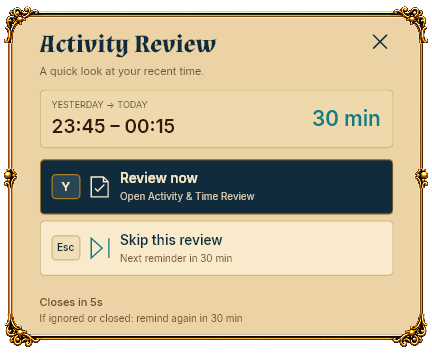 Activity Review
A quick look at your recent time.
YESTERDAY → TODAY
23:45 – 00:15
30 min
Y
Review now
Open Activity & Time Review
Esc
Skip this review
Next reminder in 30 min
Closes in 5s
If ignored or closed: remind again in 30 min